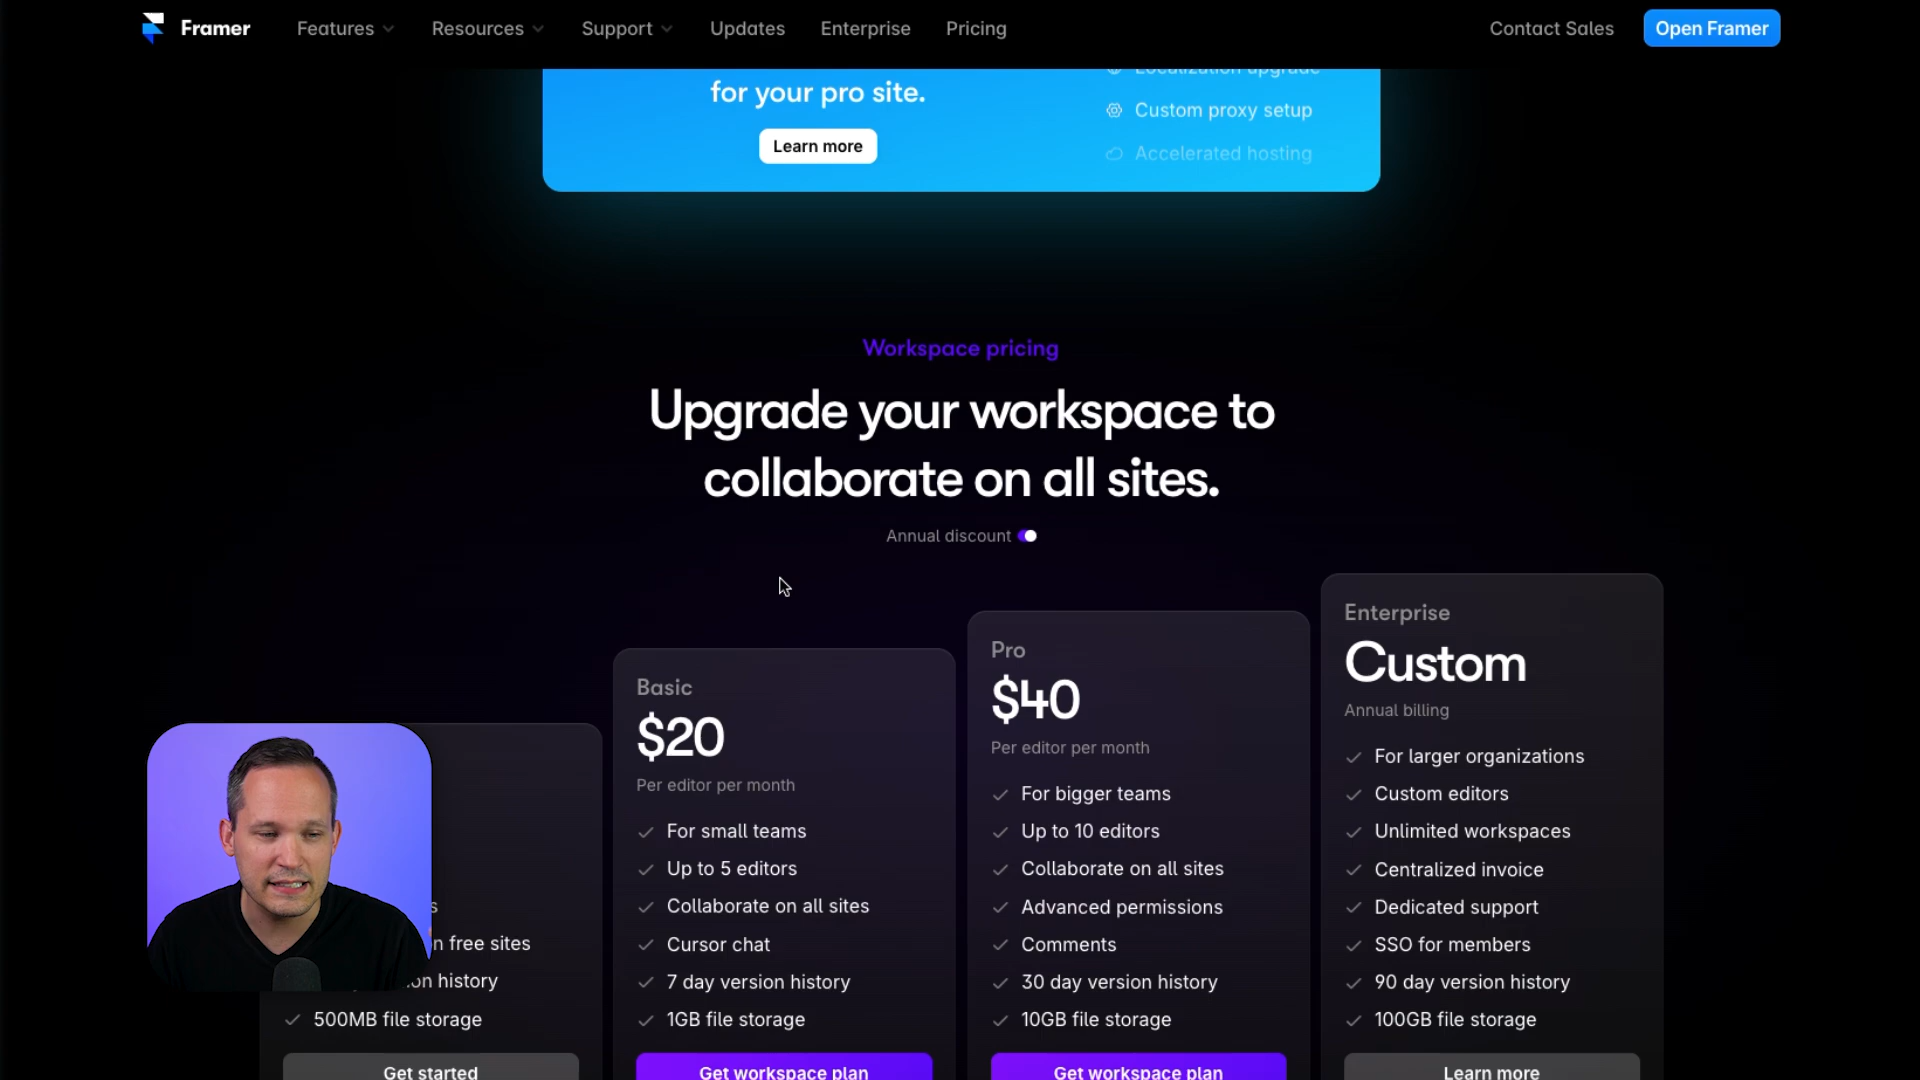 Framer
Features
Resources
Support
Updates
Enterprise
Pricing
Contact Sales
Open Framer
for your pro site.
Learn more
Localization upgrade
Custom proxy setup
Accelerated hosting
Workspace pricing
Upgrade your workspace to
collaborate on all sites.
Annual discount
n free sites
on history
500MB file storage
Get started
Basic
$20
Per editor per month
For small teams
Up to 5 editors
Collaborate on all sites
Cursor chat
7 day version history
1GB file storage
Get workspace plan
Pro
$40
Per editor per month
For bigger teams
Up to 10 editors
Collaborate on all sites
Advanced permissions
Comments
30 day version history
10GB file storage
Get workspace plan
Enterprise
Custom
Annual billing
For larger organizations
Custom editors
Unlimited workspaces
Centralized invoice
Dedicated support
SSO for members
90 day version history
100GB file storage
Learn more